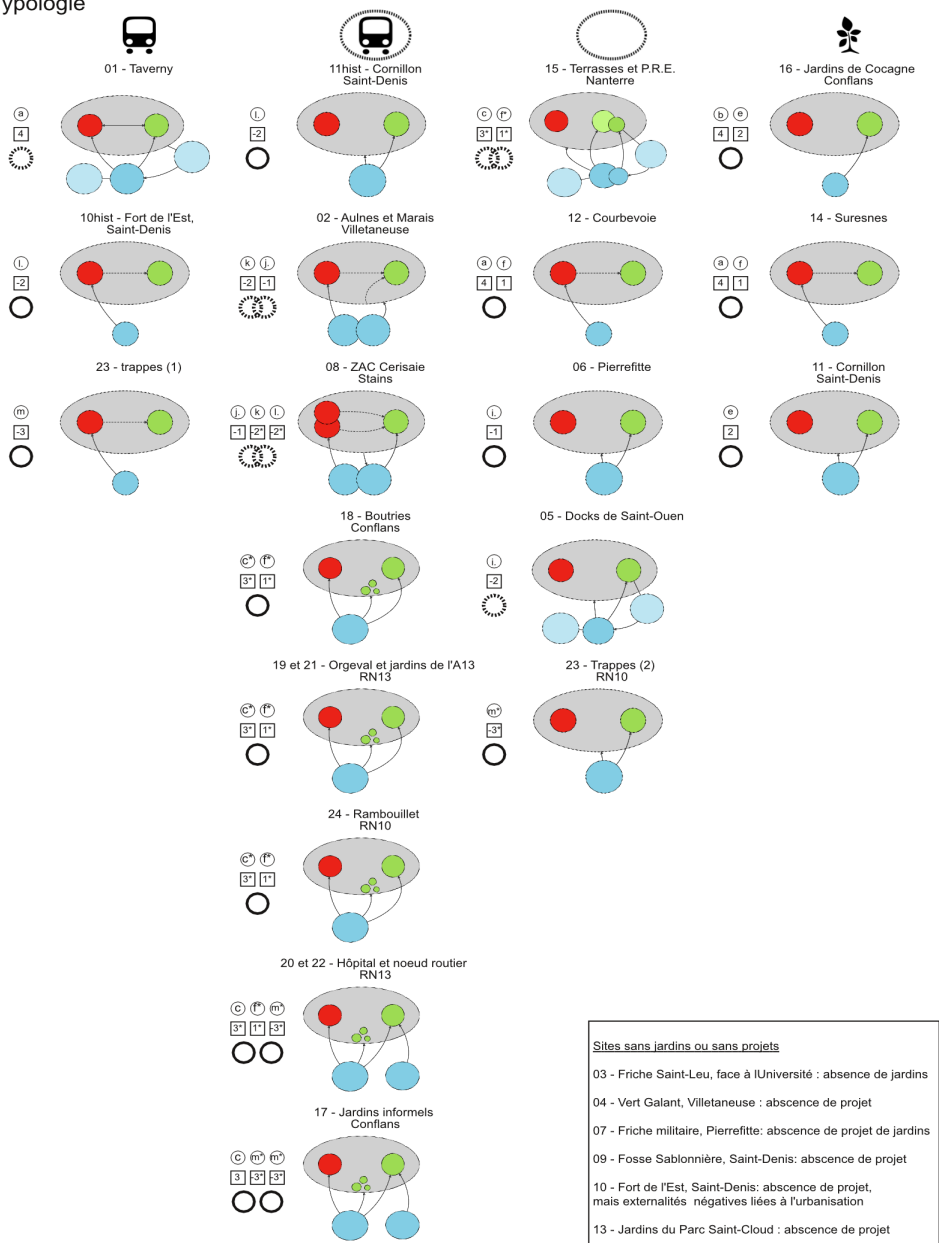 ypologie
01 - Taverny
a
4
11hist - Cornillon
Saint-Denis
l.
-2
15 - Terrasses et P.R.E.
Nanterre
c f*
3* 1*
16 - Jardins de Cocagne
Conflans
b e
4 2
10hist - Fort de l'Est,
Saint-Denis
l.
-2
02 - Aulnes et Marais
Villetaneuse
k j.
-2 -1
12 - Courbevoie
a f
4 1
14 - Suresnes
a f
4 1
23 - trappes (1)
m
-3
08 - ZAC Cerisaie
Stains
j. k l.
-1 -2* -2*
06 - Pierrefitte
i.
-1
11 - Cornillon
Saint-Denis
e
2
18 - Boutries
Conflans
c* f*
3* 1*
05 - Docks de Saint-Ouen
i.
-2
19 et 21 - Orgeval et jardins de l'A13
RN13
c* f*
3* 1*
23 - Trappes (2)
RN10
m*
-3*
24 - Rambouillet
RN10
c* f*
3* 1*
20 et 22 - Hôpital et noeud routier
RN13
c f* m*
3* 1* -3*
17 - Jardins informels
Conflans
c m* m*
3 -3* -3*
Sites sans jardins ou sans projets
03 - Friche Saint-Leu, face à lUniversité : absence de jardins
04 - Vert Galant, Villetaneuse : abscence de projet
07 - Friche militaire, Pierrefitte: abscence de projet de jardins
09 - Fosse Sablonnière, Saint-Denis: abscence de projet
10 - Fort de l'Est, Saint-Denis: abscence de projet,
mais externalités négatives liées à l'urbanisation
13 - Jardins du Parc Saint-Cloud : absence de projet